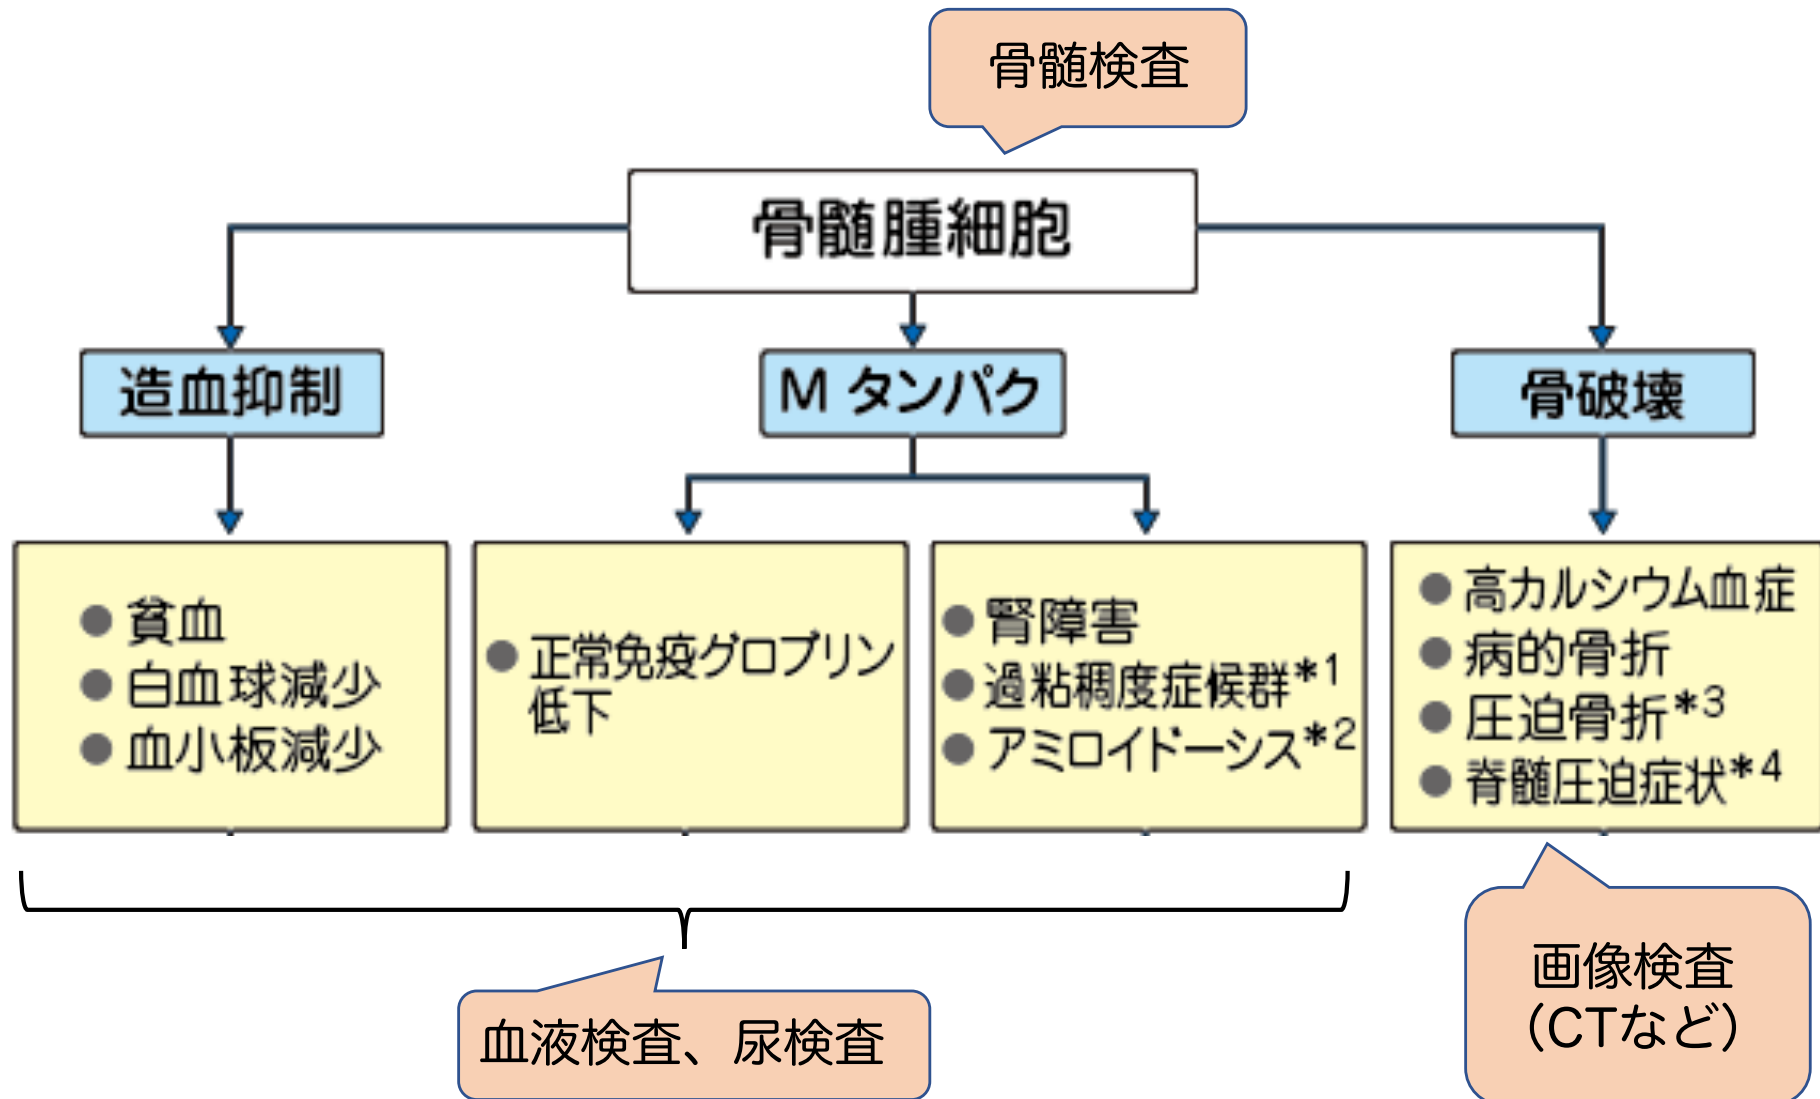 骨髄検査
骨髄腫細胞
造血抑制
M タンパク
骨破壊
● 貧血
● 白血球減少
● 血小板減少
● 正常免疫グロブリン
低下
● 腎障害
● 過粘稠度症候群*1
● アミロイドーシス*2
● 高カルシウム血症
● 病的骨折
● 圧迫骨折*3
● 脊髄圧迫症状*4
血液検査、尿検査
画像検査
（CTなど）